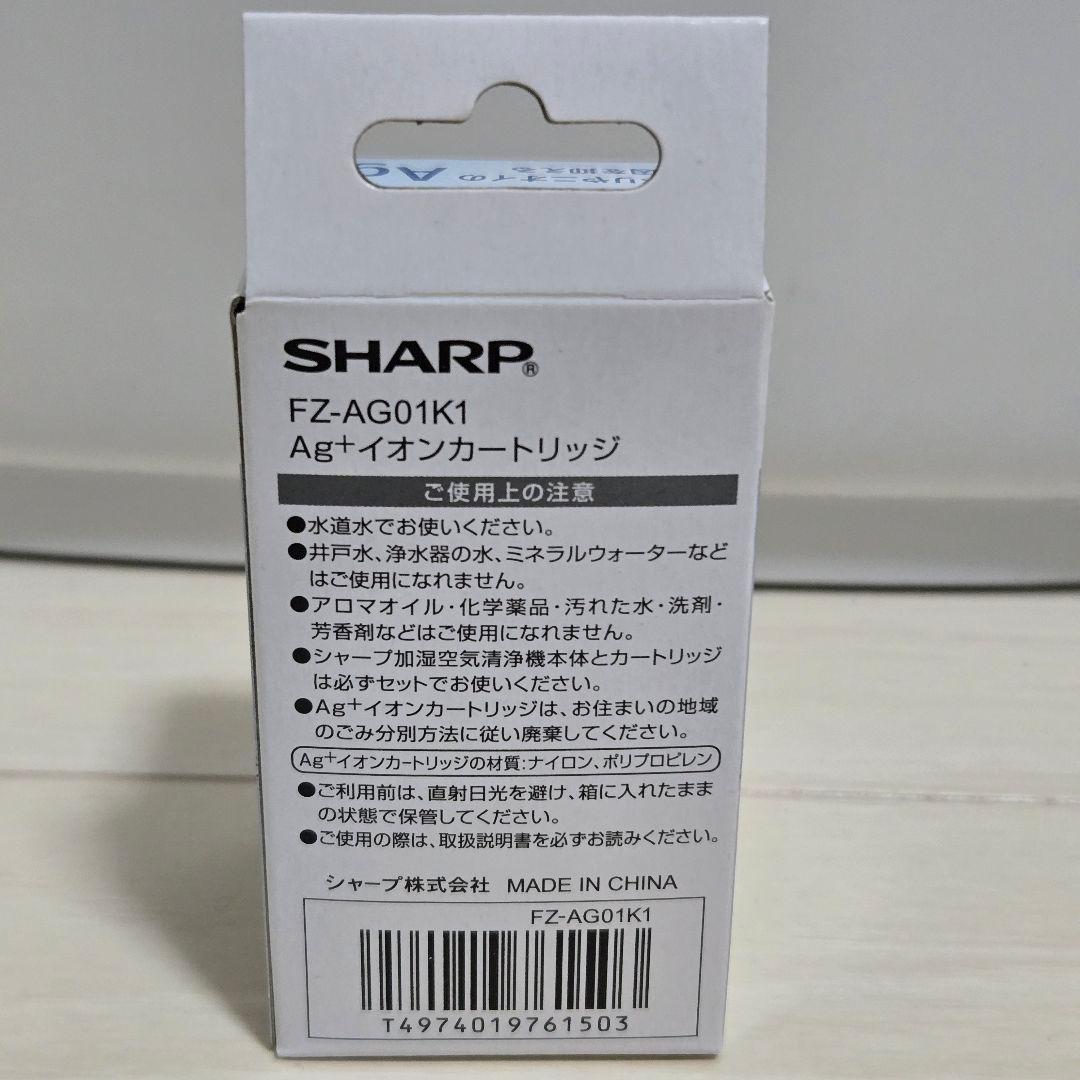 リやニオイの Ag
を抑える
SHARP®
FZ-AG01K1
Ag+イオンカートリッジ
ご使用上の注意
●水道水でお使いください。
●井戸水、浄水器の水、ミネラルウォーターなど
はご使用になれません。
●アロマオイル・化学薬品・汚れた水・洗剤・
芳香剤などはご使用になれません。
●シャープ加湿空気清浄機本体とカートリッジ
は必ずセットでお使いください。
●Ag+イオンカートリッジは、お住まいの地域
のごみ分別方法に従い廃棄してください。
Ag+イオンカートリッジの材質:ナイロン、ポリプロピレン
●ご利用前は、直射日光を避け、箱に入れたまま
の状態で保管してください。
●ご使用の際は、取扱説明書を必ずお読みください。
シャープ株式会社 MADE IN CHINA
FZ-AG01K1
T4974019761503